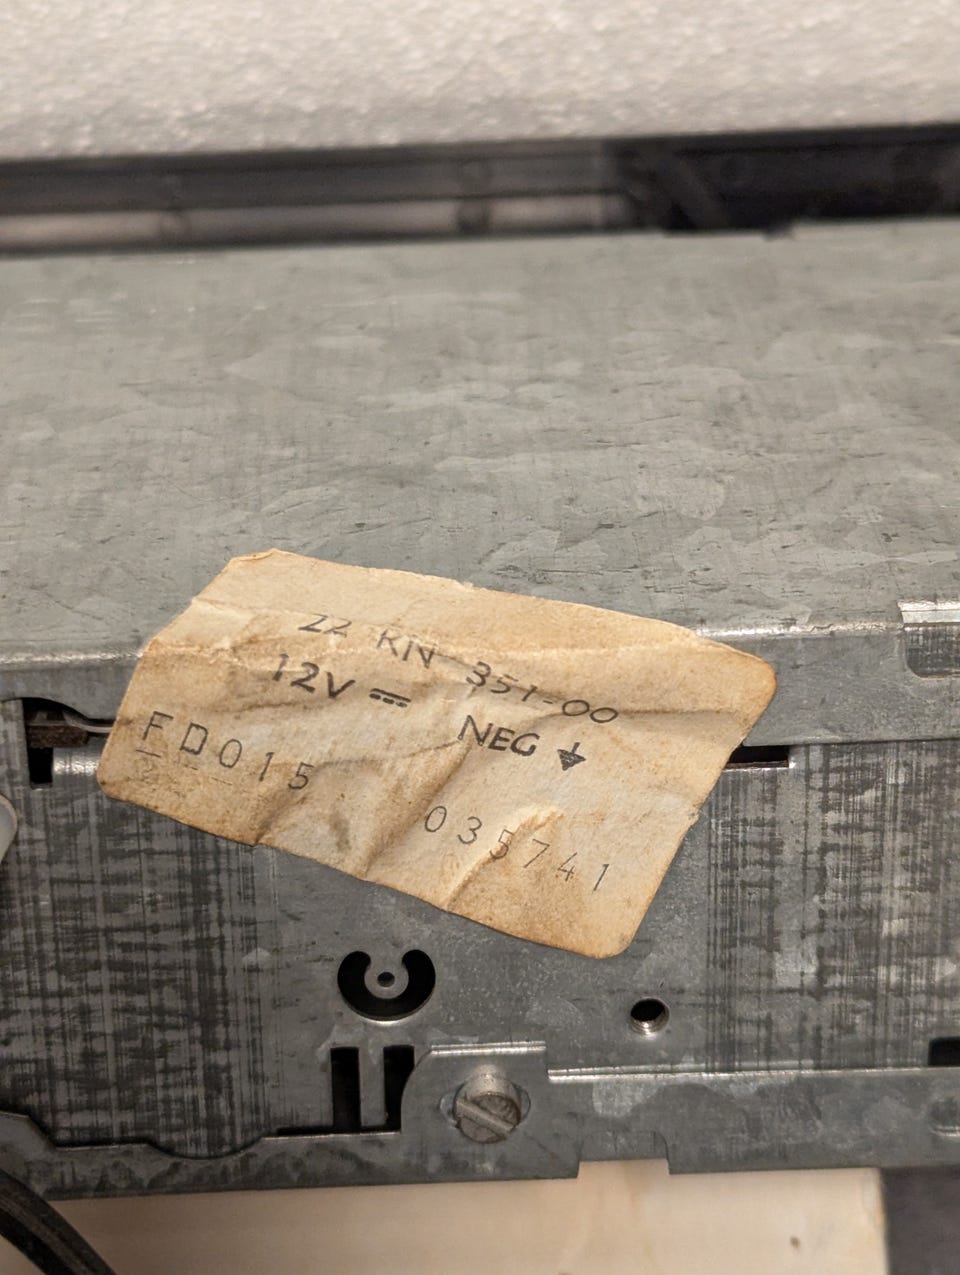 22 RN 351-00
12V ⎓ NEG ⏚
FD015 035741